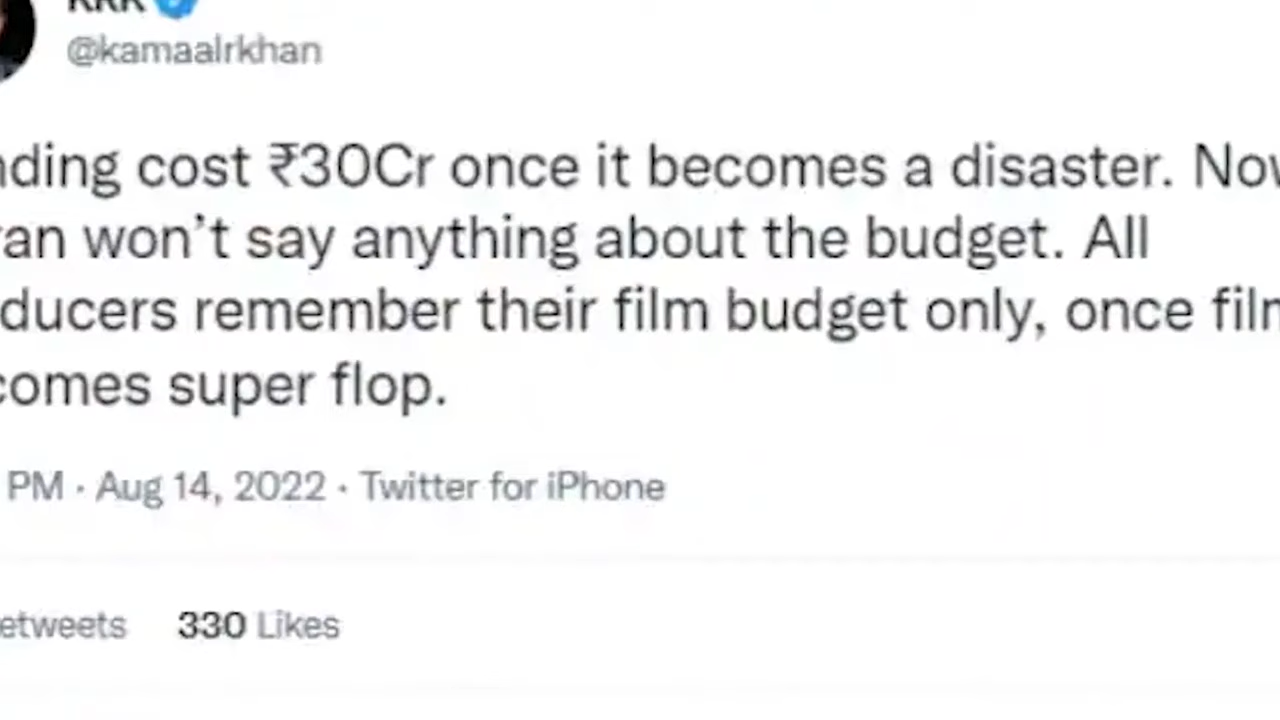 KRK
@kamaalrkhan
nding cost ₹30Cr once it becomes a disaster. Nov
ran won't say anything about the budget. All
ducers remember their film budget only, once film
comes super flop.
PM · Aug 14, 2022 · Twitter for iPhone
etweets 330 Likes